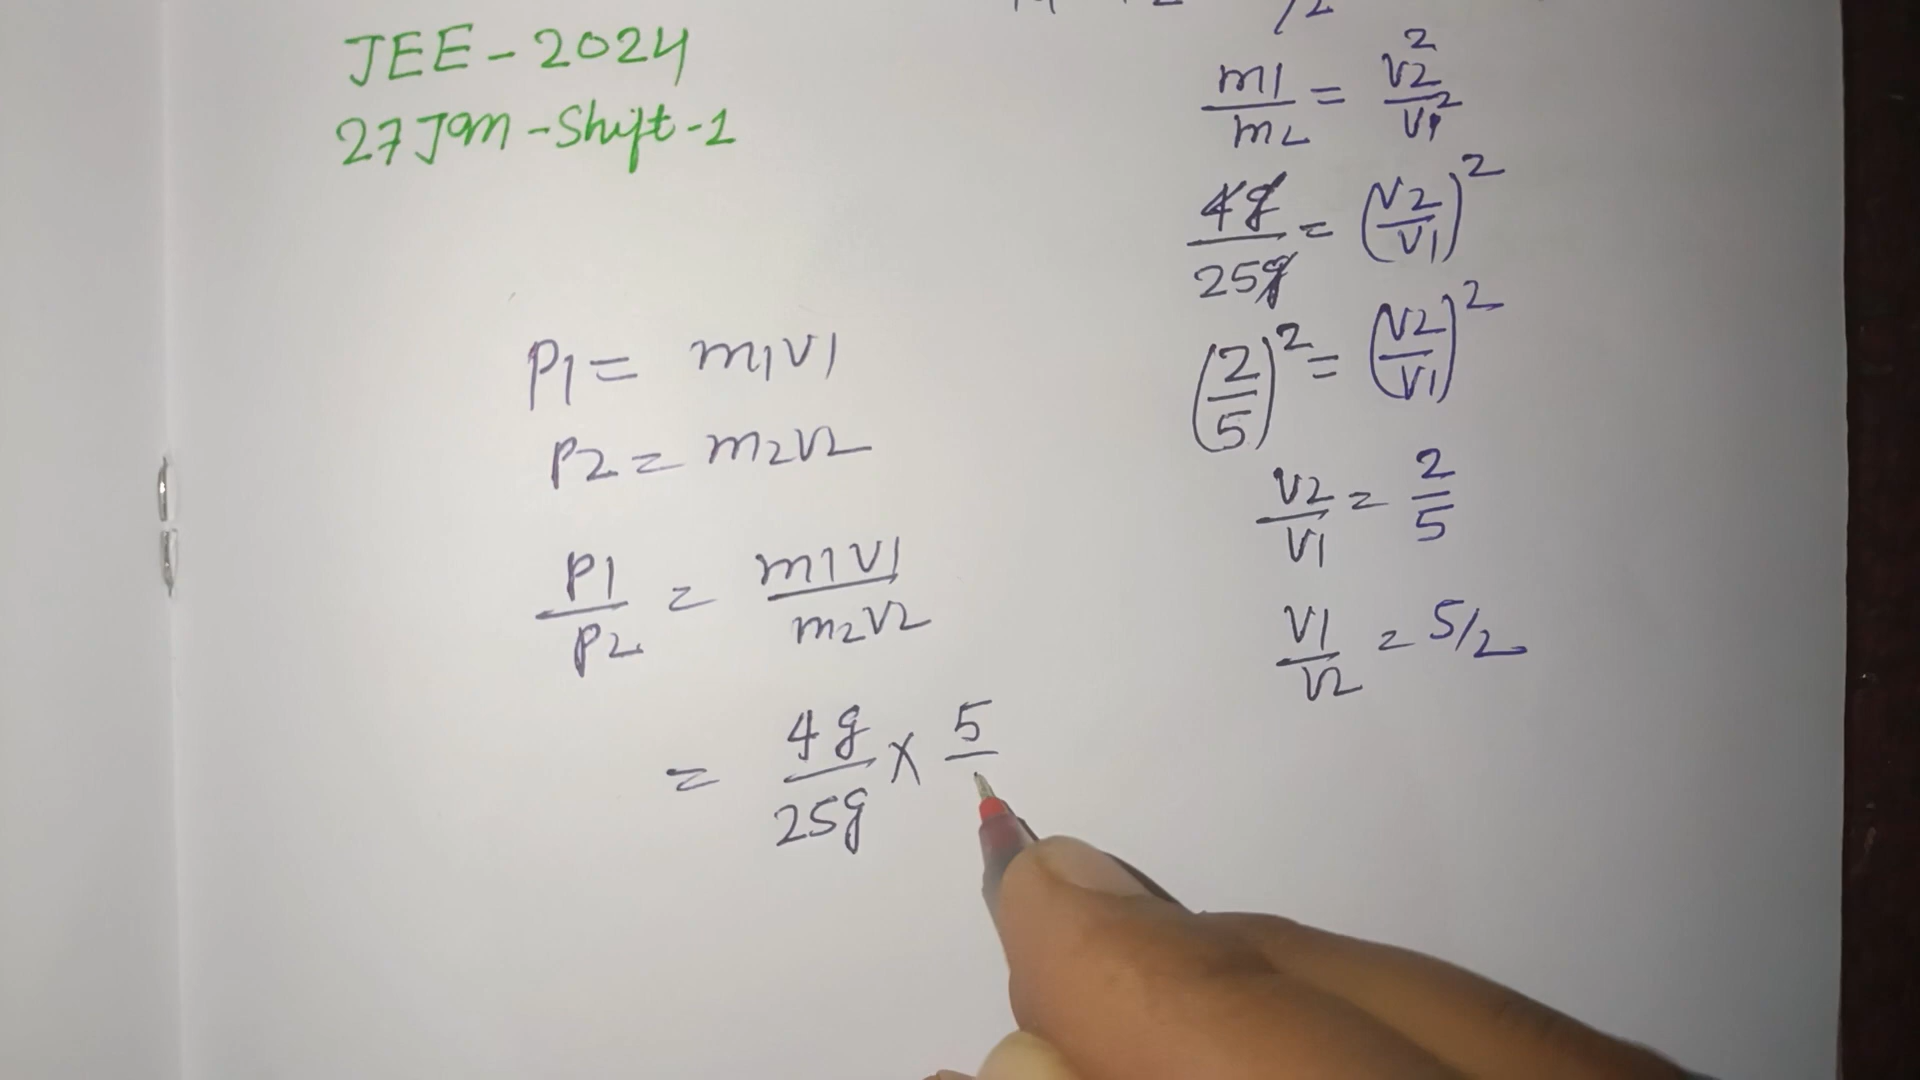 JEE-2024
27 Jan-Shift-1
P1 = m1v1
P2 = m2v2
P1/P2 = m1v1/m2v2
= 4g/25g × 5/
m1/m2 = v2²/v1²
4g/25g = (v2/v1)²
(2/5)² = (v2/v1)²
v2/v1 = 2/5
v1/v2 = 5/2